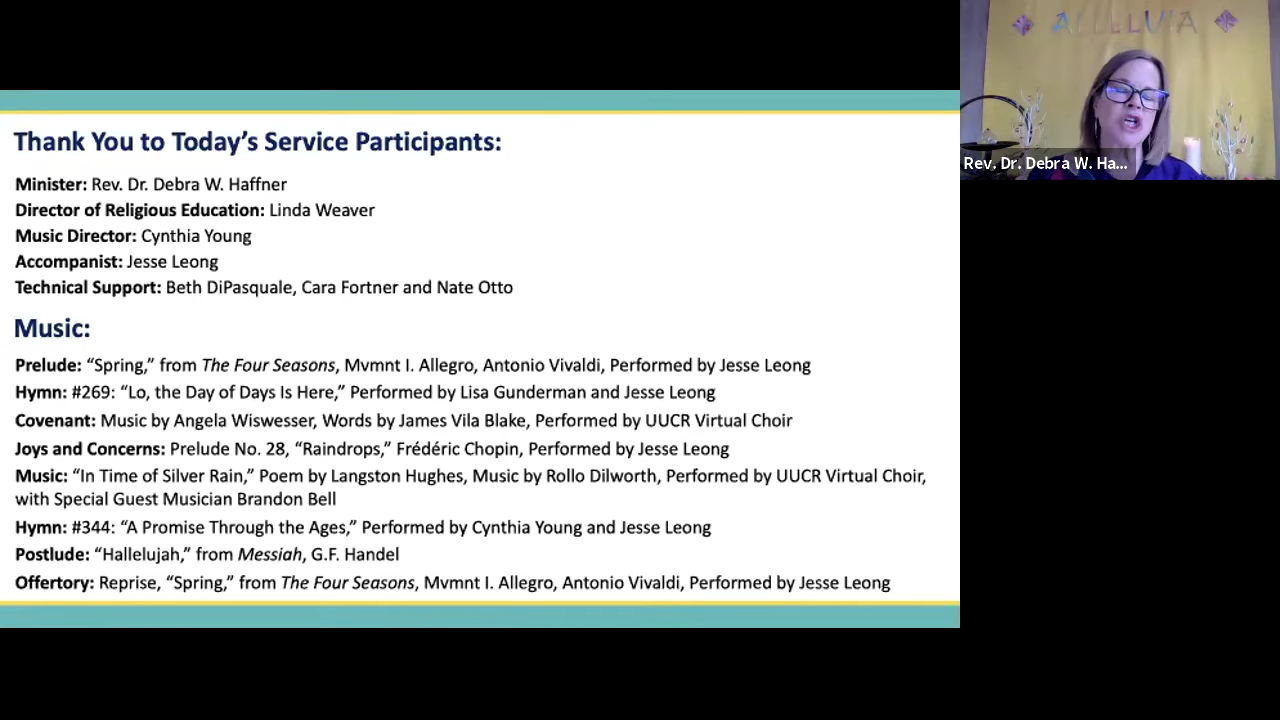 ALLELUIA
Rev. Dr. Debra W. Ha...
Thank You to Today’s Service Participants:
Minister: Rev. Dr. Debra W. Haffner
Director of Religious Education: Linda Weaver
Music Director: Cynthia Young
Accompanist: Jesse Leong
Technical Support: Beth DiPasquale, Cara Fortner and Nate Otto
Music:
Prelude: “Spring,” from The Four Seasons, Mvmnt I. Allegro, Antonio Vivaldi, Performed by Jesse Leong
Hymn: #269: “Lo, the Day of Days Is Here,” Performed by Lisa Gunderman and Jesse Leong
Covenant: Music by Angela Wiswesser, Words by James Vila Blake, Performed by UUCR Virtual Choir
Joys and Concerns: Prelude No. 28, “Raindrops,” Frédéric Chopin, Performed by Jesse Leong
Music: “In Time of Silver Rain,” Poem by Langston Hughes, Music by Rollo Dilworth, Performed by UUCR Virtual Choir,
with Special Guest Musician Brandon Bell
Hymn: #344: “A Promise Through the Ages,” Performed by Cynthia Young and Jesse Leong
Postlude: “Hallelujah,” from Messiah, G.F. Handel
Offertory: Reprise, “Spring,” from The Four Seasons, Mvmnt I. Allegro, Antonio Vivaldi, Performed by Jesse Leong